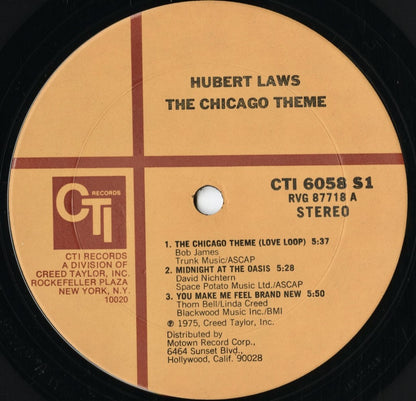 HUBERT LAWS
THE CHICAGO THEME
CTI RECORDS
CTI RECORDS
A DIVISION OF
CREED TAYLOR, INC.
ROCKEFELLER PLAZA
NEW YORK, N.Y.
10020
CTI 6058 S1
RVG 87718 A
STEREO
1. THE CHICAGO THEME (LOVE LOOP) 5:37
Bob James
Trunk Music/ASCAP
2. MIDNIGHT AT THE OASIS 5:28
David Nichtern
Space Potato Music Ltd./ASCAP
3. YOU MAKE ME FEEL BRAND NEW 5:50
Thom Bell/Linda Creed
Blackwood Music Inc./BMI
℗ 1975, Creed Taylor, Inc.
Distributed by
Motown Record Corp.,
6464 Sunset Blvd.,
Hollywood, Calif. 90028